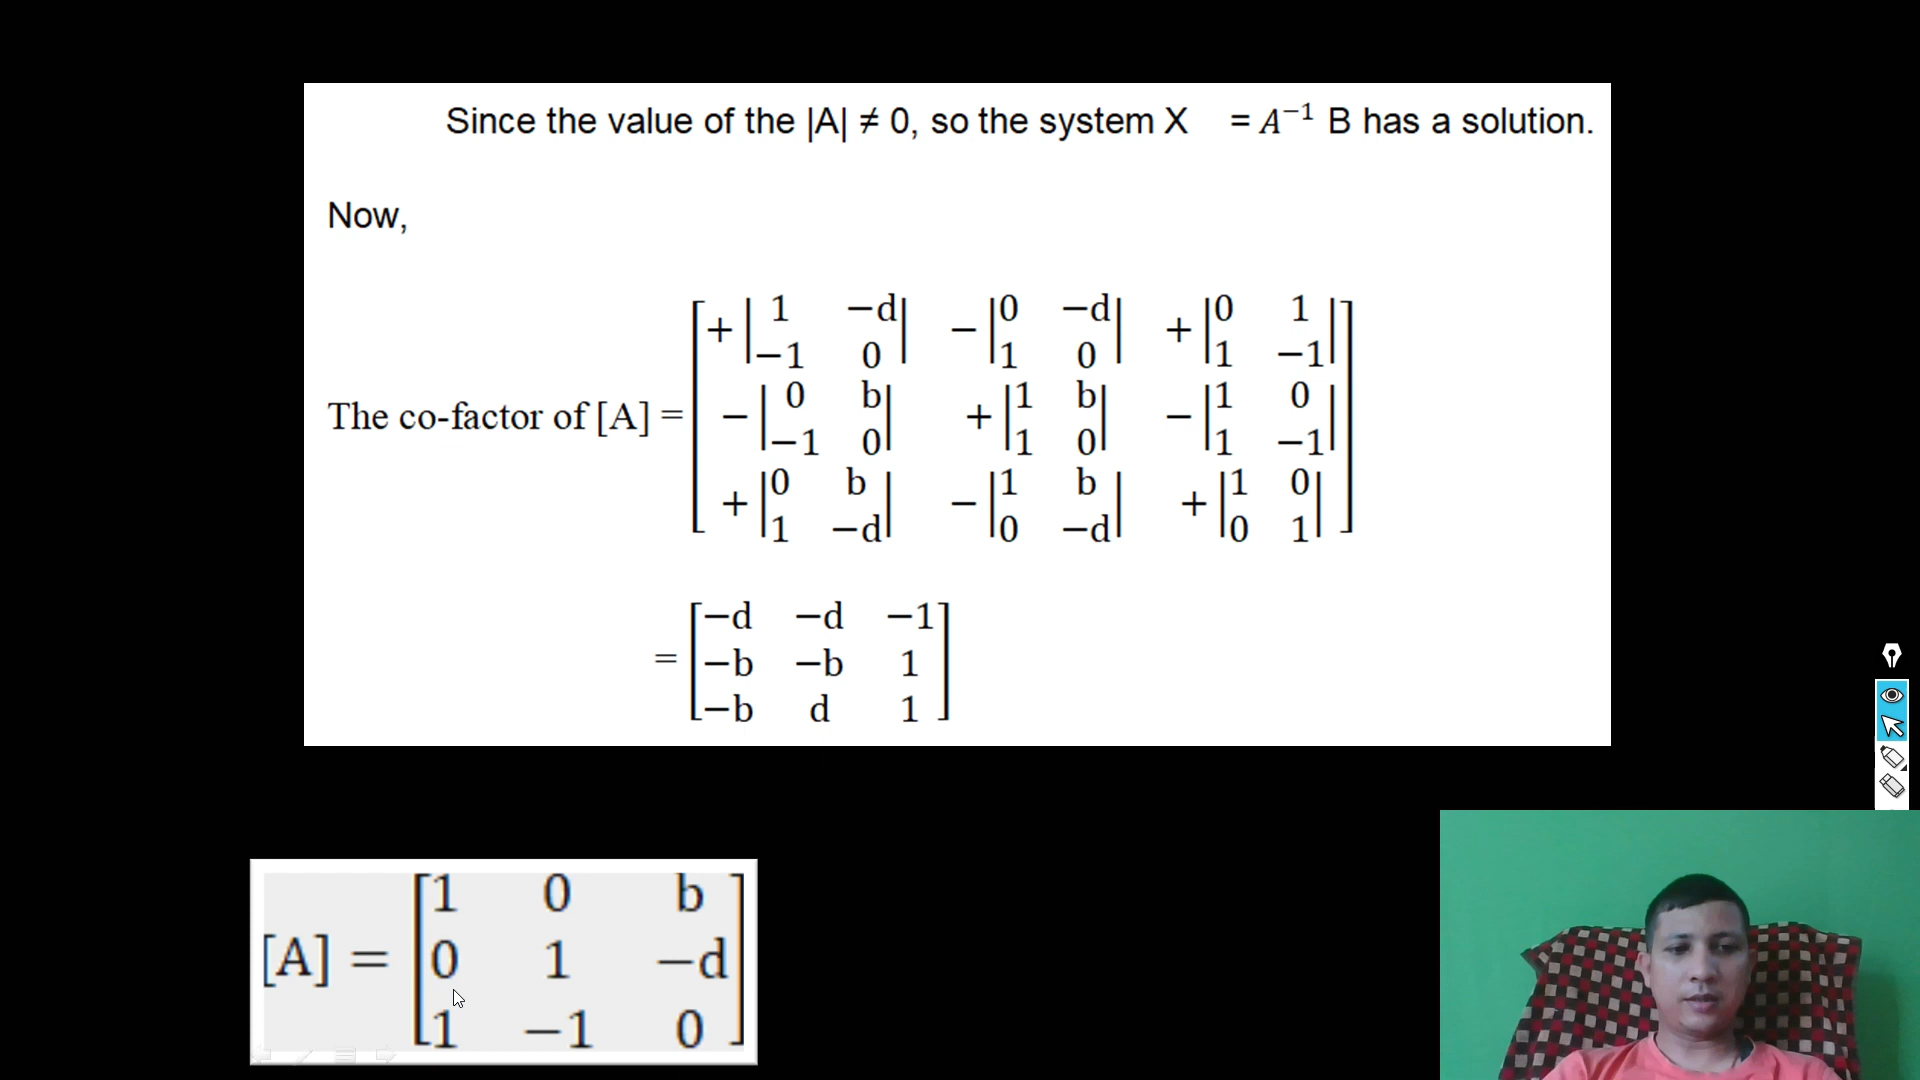 Since the value of the |A| ≠ 0, so the system X = A⁻¹ B has a solution.
Now,
The co-factor of [A] = [ +| 1 −d | −| 0 −d | +| 0 1 |
| −1 0 | | 1 0 | | 1 −1 |
−| 0 b | +| 1 b | −| 1 0 |
| −1 0 | | 1 0 | | 1 −1 |
+| 0 b | −| 1 b | +| 1 0 |
| 1 −d | | 0 −d | | 0 1 | ]
= [ −d −d −1
−b −b 1
−b d 1 ]
[A] = [ 1 0 b
0 1 −d
1 −1 0 ]